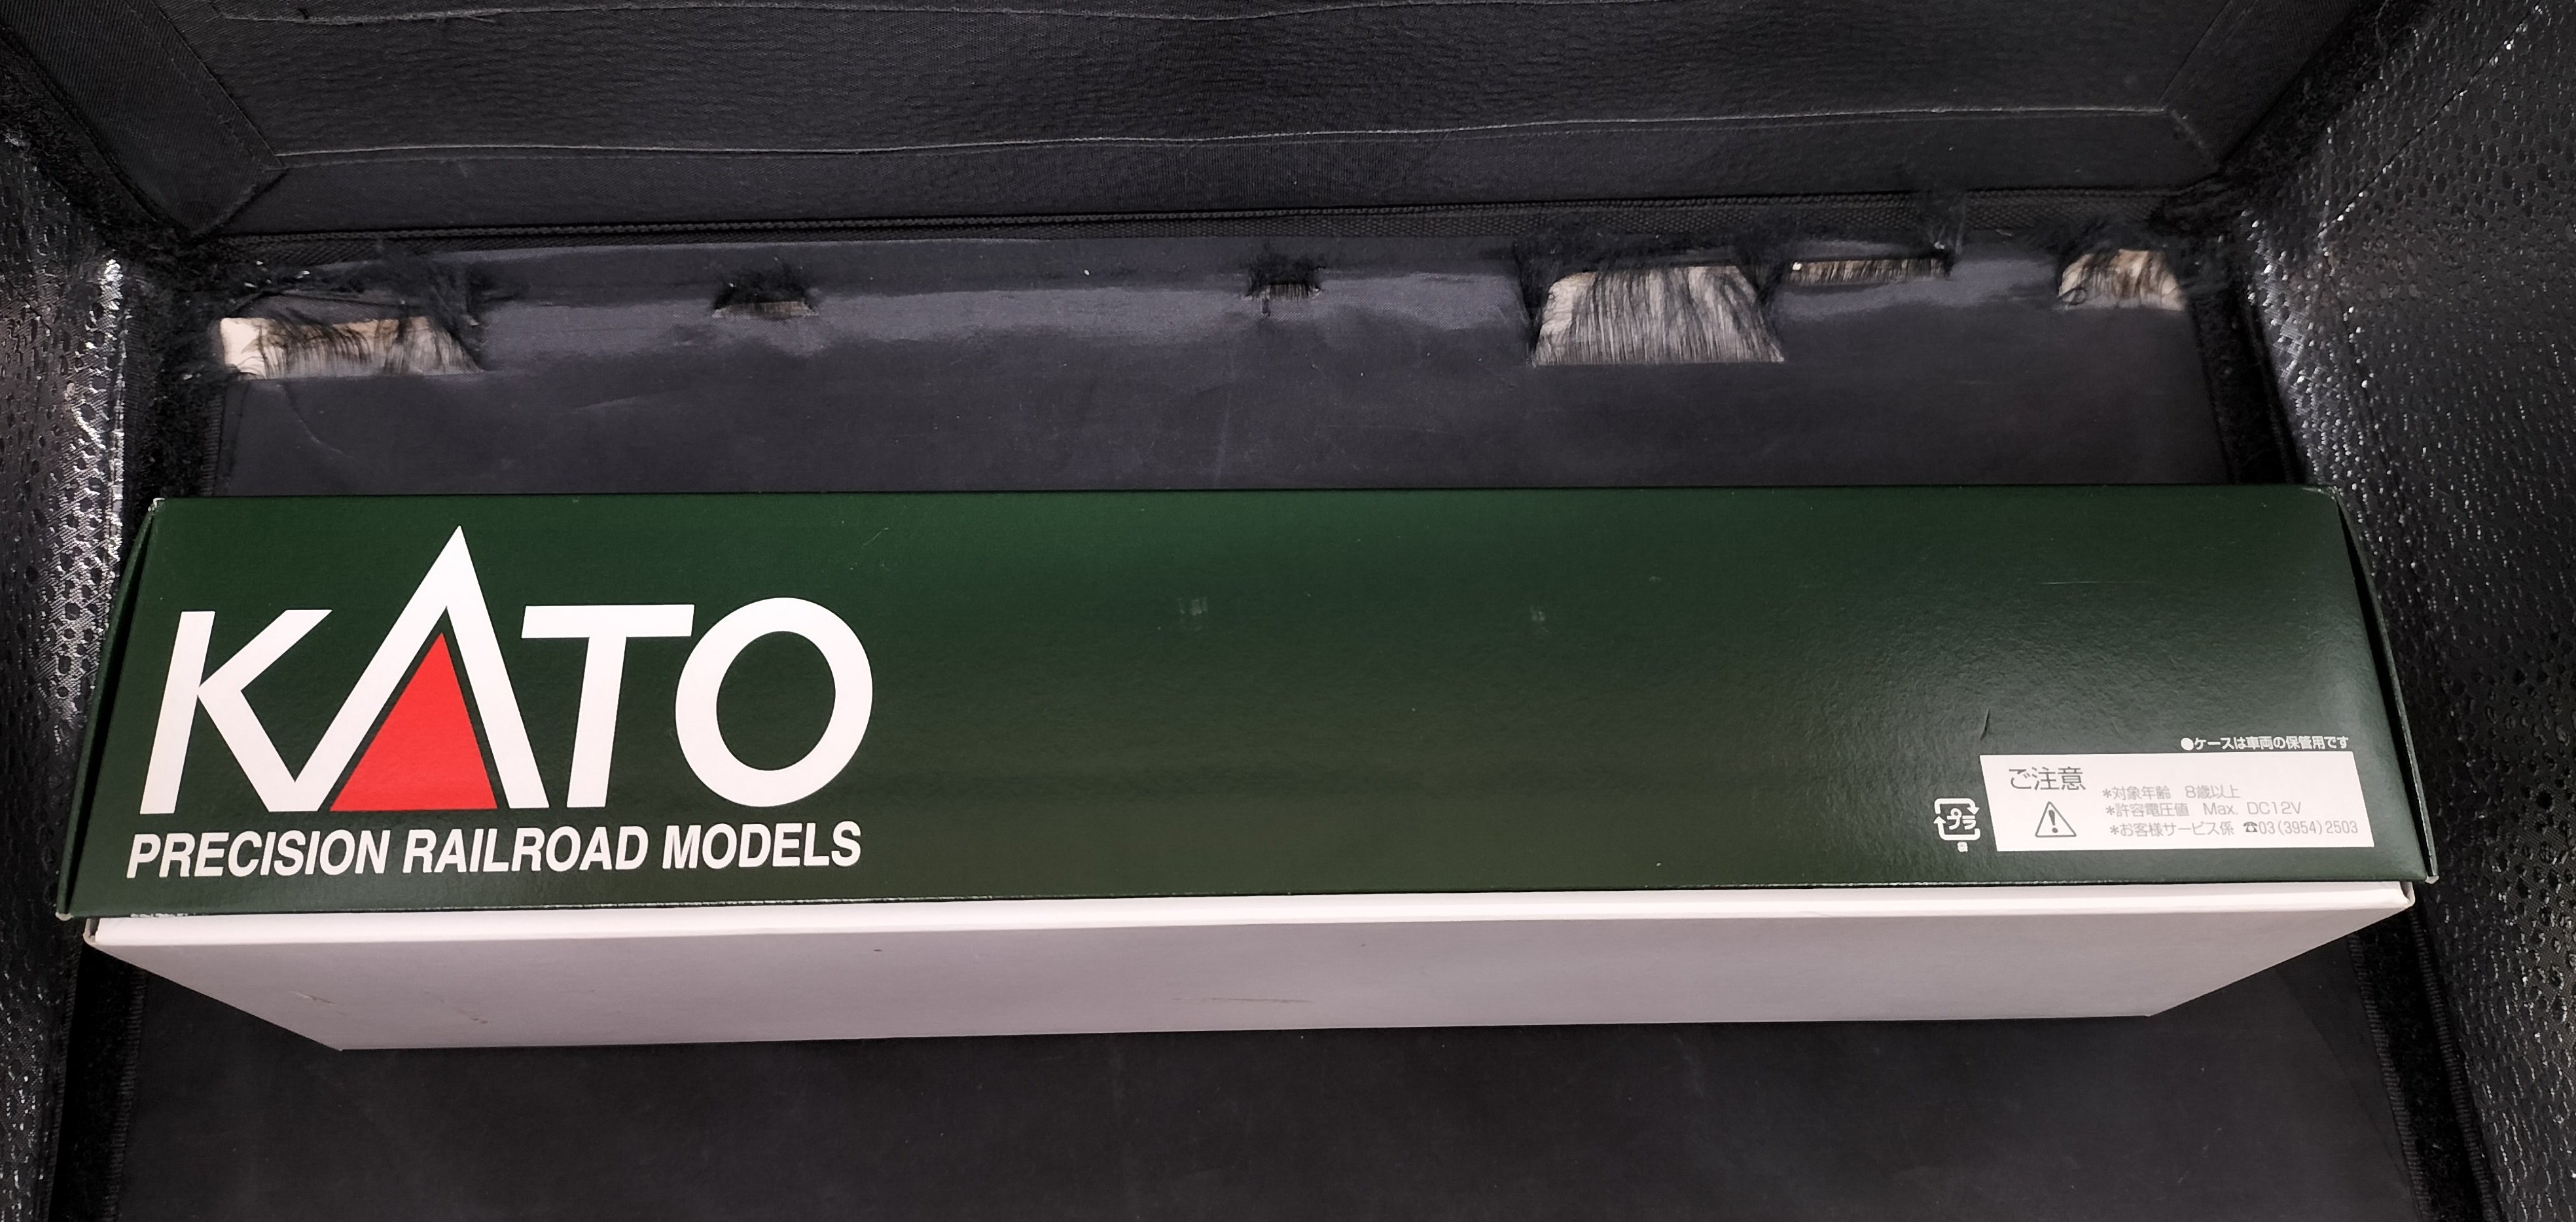 KATO
PRECISION RAILROAD MODELS
●ケースは車両の保管用です
ご注意
*対象年齢 8歳以上
*許容電圧値 Max. DC12V
*お客様サービス係 ☎03(3954)2503
プラ